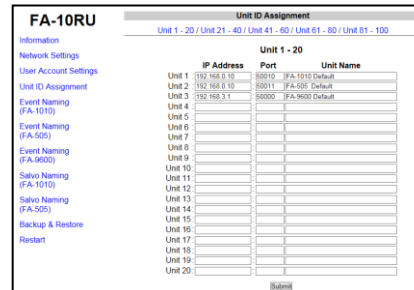 FA-10RU
Information
Network Settings
User Account Settings
Unit ID Assignment
Event Naming
(FA-1010)
Event Naming
(FA-505)
Event Naming
(FA-9600)
Salvo Naming
(FA-1010)
Salvo Naming
(FA-505)
Backup & Restore
Restart
Unit ID Assignment
Unit 1 - 20 / Unit 21 - 40 / Unit 41 - 60 / Unit 61 - 80 / Unit 81 - 100
Unit 1 - 20
IP Address Port Unit Name
Unit 1 : 192.168.0.10 : 50010 FA-1010 Default
Unit 2 : 192.168.0.10 : 50011 FA-505 Default
Unit 3 : 192.168.3.1 : 50000 FA-9600 Default
Unit 4 : :
Unit 5 : :
Unit 6 : :
Unit 7 : :
Unit 8 : :
Unit 9 : :
Unit 10 : :
Unit 11 : :
Unit 12 : :
Unit 13 : :
Unit 14 : :
Unit 15 : :
Unit 16 : :
Unit 17 : :
Unit 18 : :
Unit 19 : :
Unit 20 : :
Submit